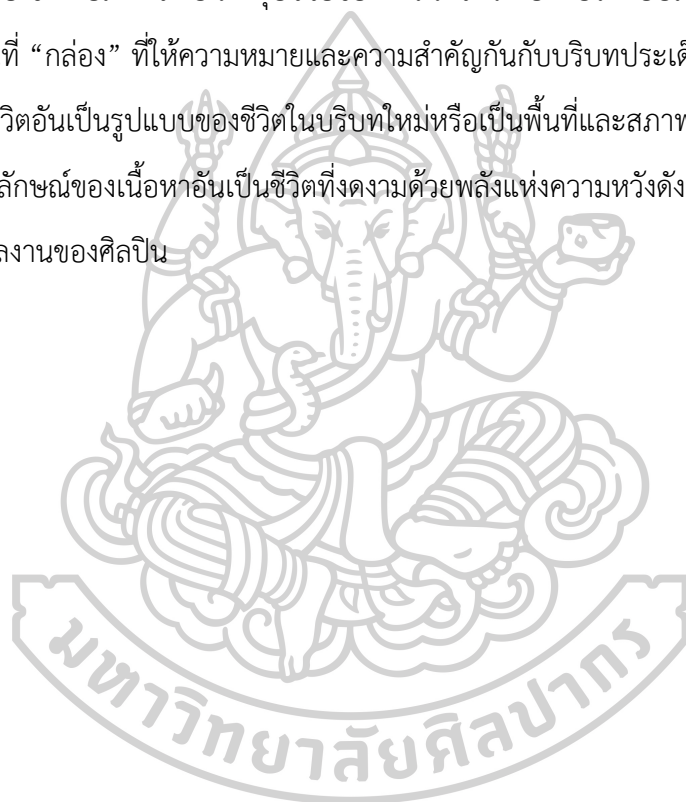 ที่ “กล่อง” ที่ให้ความหมายและความสำคัญกันกับบริบทประเด็
วิตอันเป็นรูปแบบของชีวิตในบริบทใหม่หรือเป็นพื้นที่และสภาพ
ลักษณ์ของเนื้อหาอันเป็นชีวิตที่งดงามด้วยพลังแห่งความหวังดัง
ลงานของศิลปิน
มหาวิทยาลัยศิลปากร